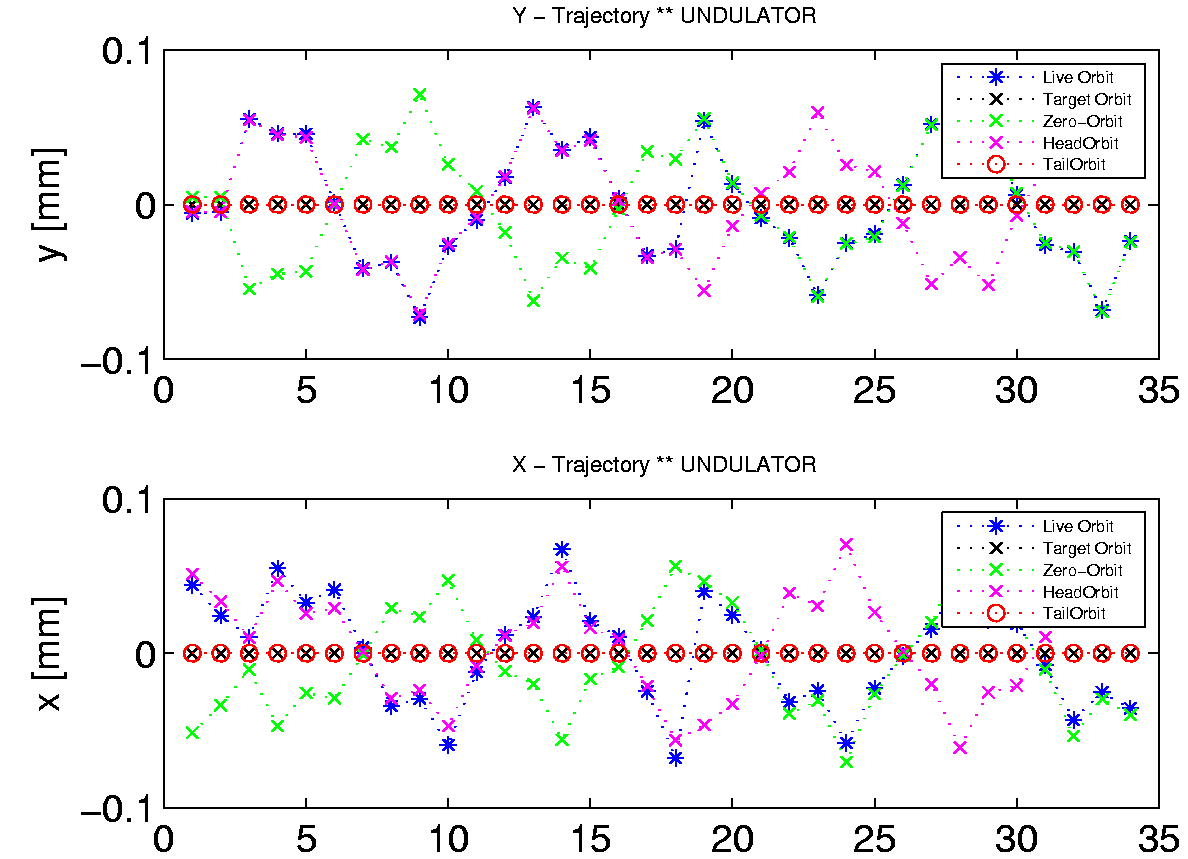 Y − Trajectory ** UNDULATOR
0.1
0
−0.1
y [mm]
Live Orbit
Target Orbit
Zero−Orbit
HeadOrbit
TailOrbit
0 5 10 15 20 25 30 35
X − Trajectory ** UNDULATOR
0.1
0
−0.1
x [mm]
Live Orbit
Target Orbit
Zero−Orbit
HeadOrbit
TailOrbit
0 5 10 15 20 25 30 35